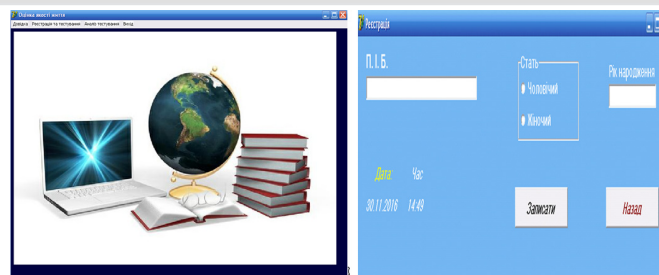 Оцінка якості життя
Довідка Реєстрація та тестування Аналіз тестування Вихід
Реєстрація
П. І. Б.
Стать
Чоловічий
Жіночий
Рік народження
Дата: Час
30.11.2016 14:49
Записати
Назад